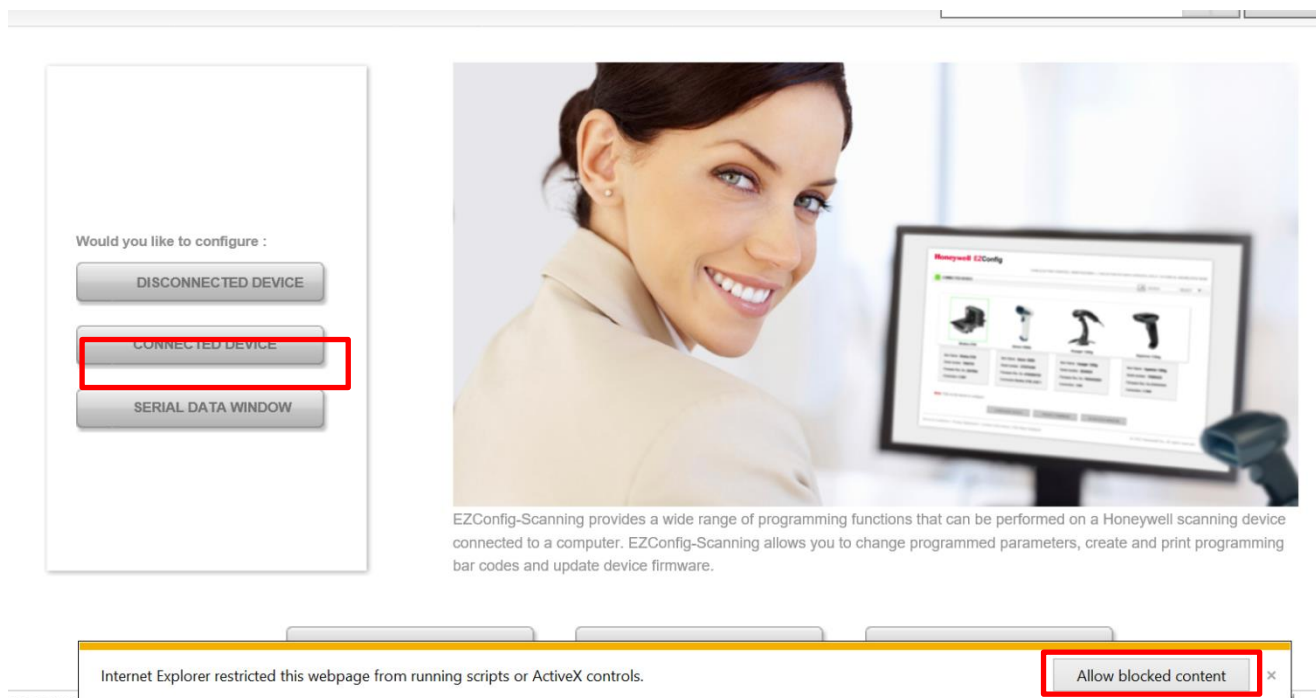 Would you like to configure :
DISCONNECTED DEVICE
CONNECTED DEVICE
SERIAL DATA WINDOW
Honeywell EZConfig
EZConfig-Scanning provides a wide range of programming functions that can be performed on a Honeywell scanning device
connected to a computer. EZConfig-Scanning allows you to change programmed parameters, create and print programming
bar codes and update device firmware.
Internet Explorer restricted this webpage from running scripts or ActiveX controls.
Allow blocked content
×